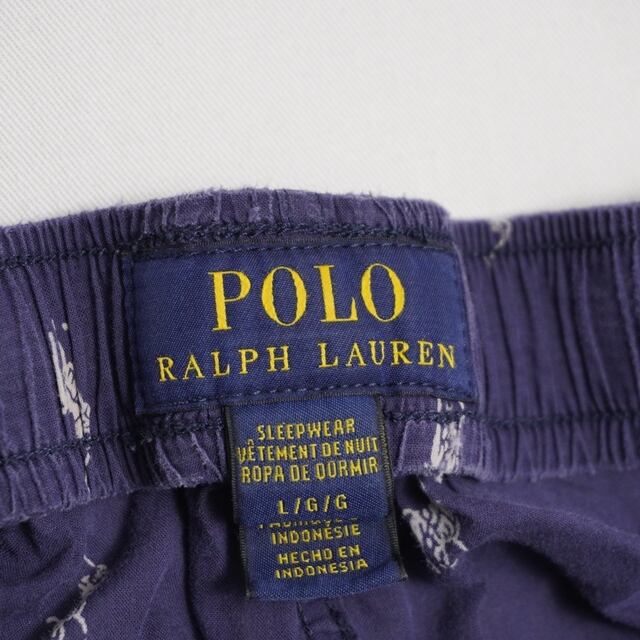 POLO
RALPH LAUREN
SLEEPWEAR
VÊTEMENT DE NUIT
ROPA DE DORMIR
L/G/G
INDONÉSIE
HECHO EN
INDONESIA